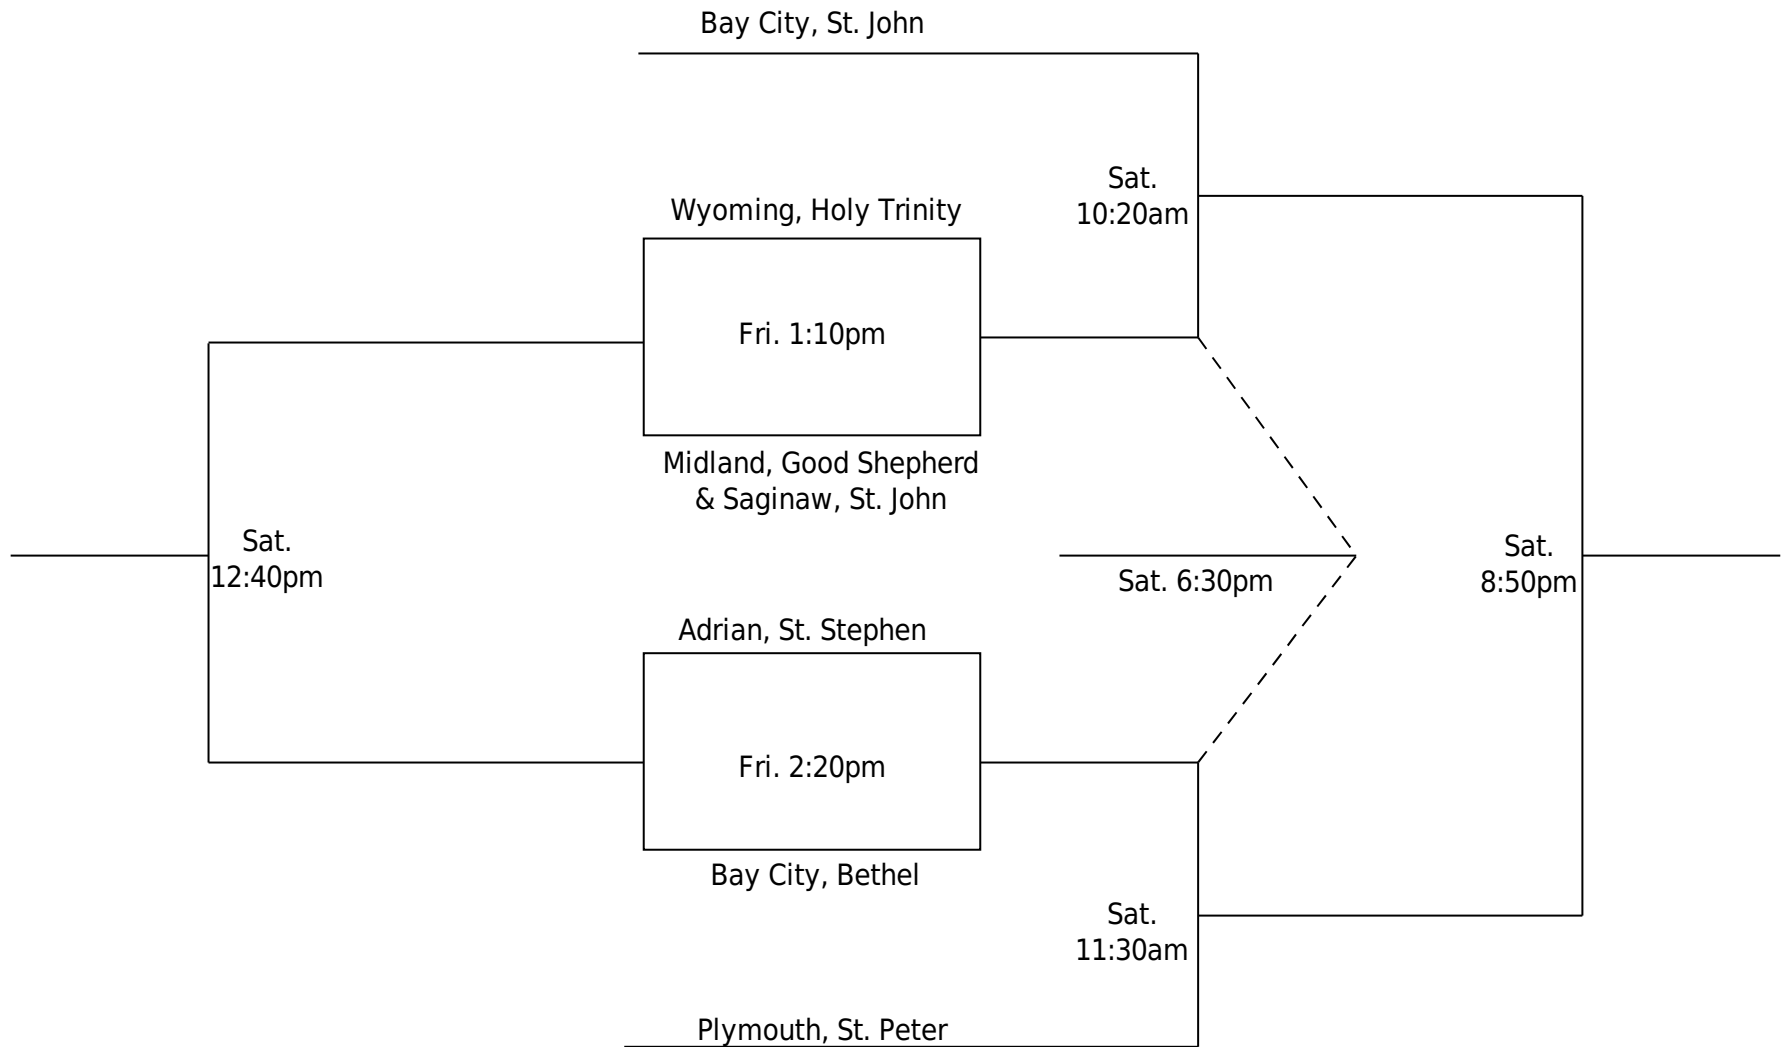 Bay City, St. John
Sat.
10:20am
Wyoming, Holy Trinity
Fri. 1:10pm
Midland, Good Shepherd
& Saginaw, St. John
Sat.
12:40pm
Sat. 6:30pm
Sat.
8:50pm
Adrian, St. Stephen
Fri. 2:20pm
Bay City, Bethel
Sat.
11:30am
Plymouth, St. Peter